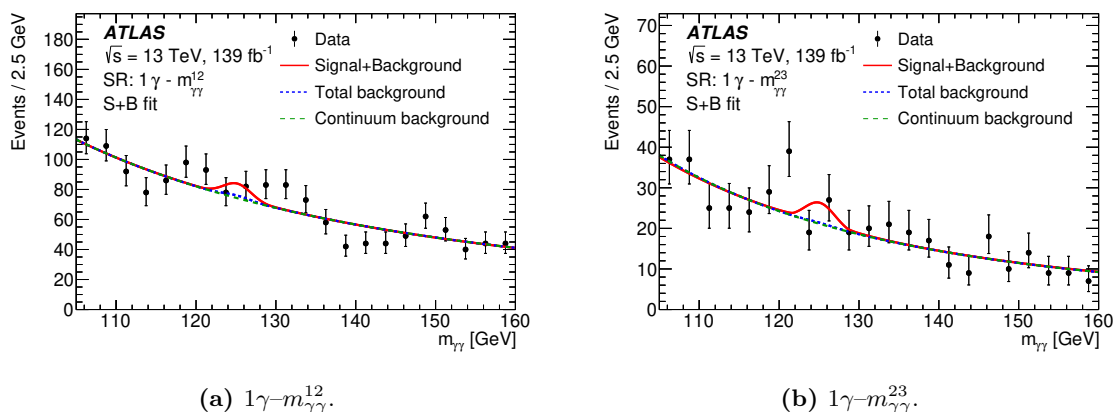 ATLAS
√s = 13 TeV, 139 fb⁻¹
SR: 1γ - m¹²γγ
S+B fit
Data
Signal+Background
Total background
Continuum background
Events / 2.5 GeV
180
160
140
120
100
80
60
40
20
0
110 120 130 140 150 160
mγγ [GeV]
(a) 1γ–m¹²γγ.
ATLAS
√s = 13 TeV, 139 fb⁻¹
SR: 1γ - m²³γγ
S+B fit
Data
Signal+Background
Total background
Continuum background
Events / 2.5 GeV
70
60
50
40
30
20
10
0
110 120 130 140 150 160
mγγ [GeV]
(b) 1γ–m²³γγ.